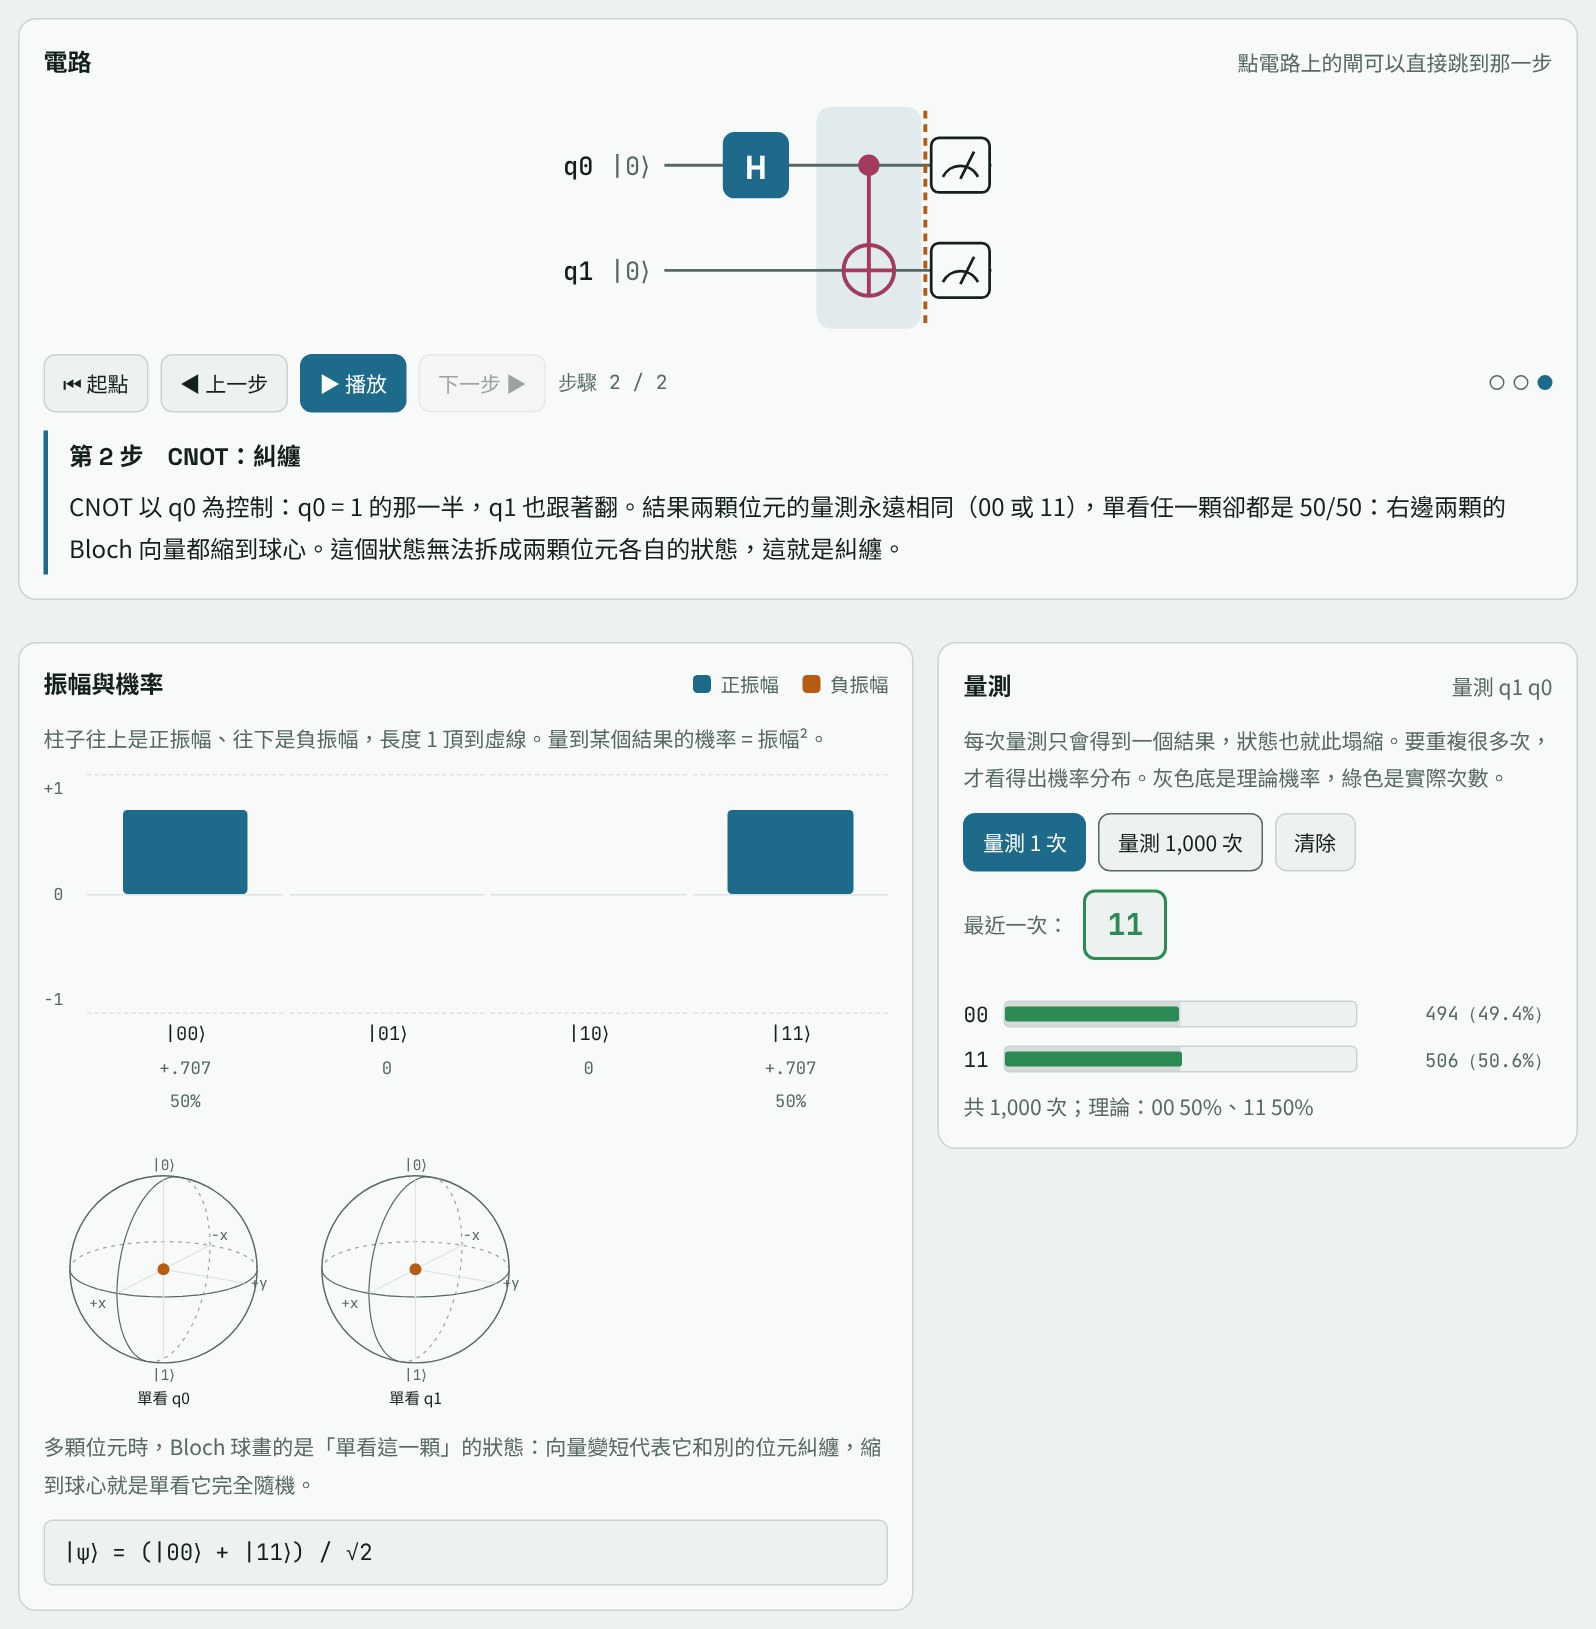 電路
點電路上的閘可以直接跳到那一步
q0 |0⟩ H
q1 |0⟩
⏮ 起點 ◀ 上一步 ▶ 播放 下一步 ▶ 步驟 2 / 2
第 2 步 CNOT：糾纏
CNOT 以 q0 為控制：q0 = 1 的那一半，q1 也跟著翻。結果兩顆位元的量測永遠相同（00 或 11），單看任一顆卻都是 50/50：右邊兩顆的
Bloch 向量都縮到球心。這個狀態無法拆成兩顆位元各自的狀態，這就是糾纏。
振幅與機率
正振幅 負振幅
柱子往上是正振幅、往下是負振幅，長度 1 頂到虛線。量到某個結果的機率 = 振幅²。
+1
0
-1
|00⟩ |01⟩ |10⟩ |11⟩
+.707 0 0 +.707
50% 50%
|0⟩ |0⟩
-x -x
+y +y
+x +x
|1⟩ |1⟩
單看 q0 單看 q1
多顆位元時，Bloch 球畫的是「單看這一顆」的狀態：向量變短代表它和別的位元糾纏，縮
到球心就是單看它完全隨機。
|ψ⟩ = (|00⟩ + |11⟩) / √2
量測
量測 q1 q0
每次量測只會得到一個結果，狀態也就此塌縮。要重複很多次，
才看得出機率分布。灰色底是理論機率，綠色是實際次數。
量測 1 次 量測 1,000 次 清除
最近一次： 11
00 494（49.4%）
11 506（50.6%）
共 1,000 次；理論：00 50%、11 50%